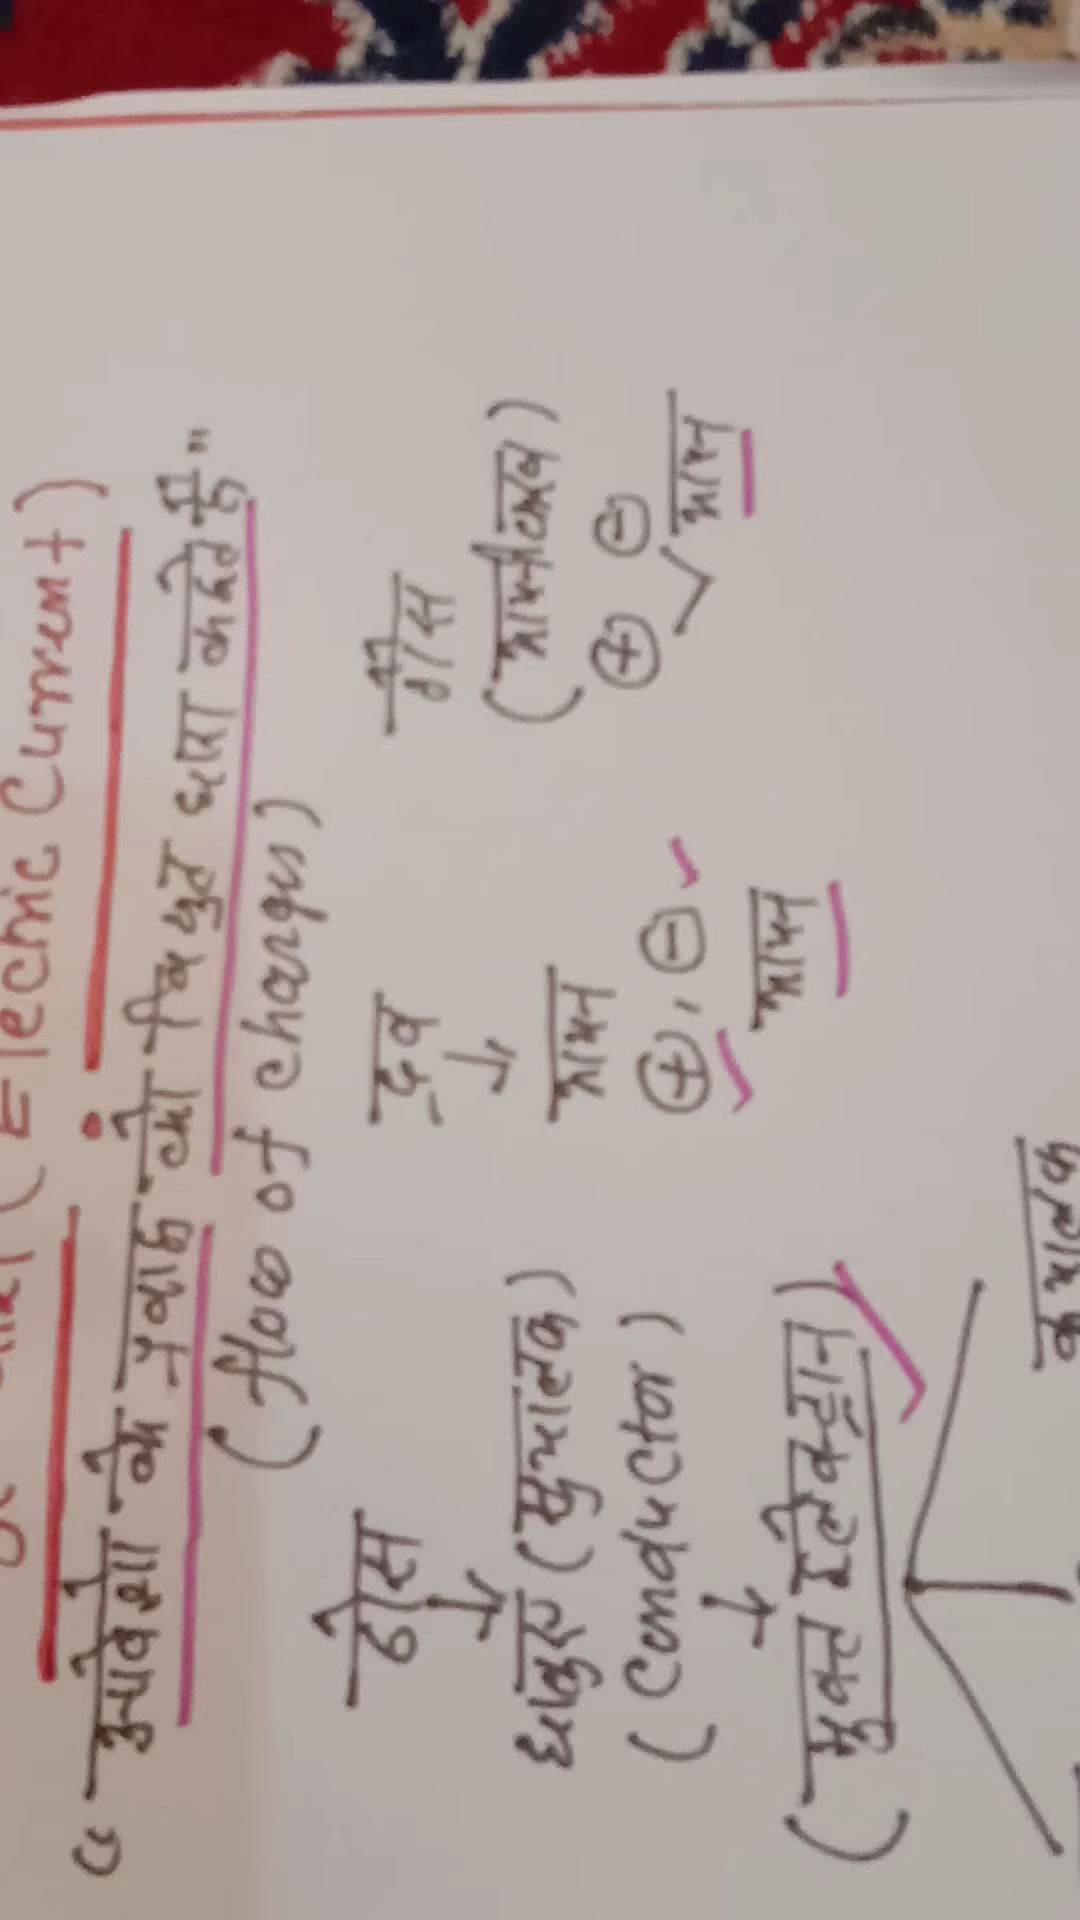 (Electric Current)
"आवेशो के प्रवाह को विधुत धारा कहते है"
(flow of charges)
ठोस द्रव गैस
↓ ↓
धातुए (सुचालक) आयन (आयनीकरण)
(Conductor) ⊕, ⊖ ⊕ ⊖
↓ आयन आयन
(मुक्त इलेक्ट्रान)